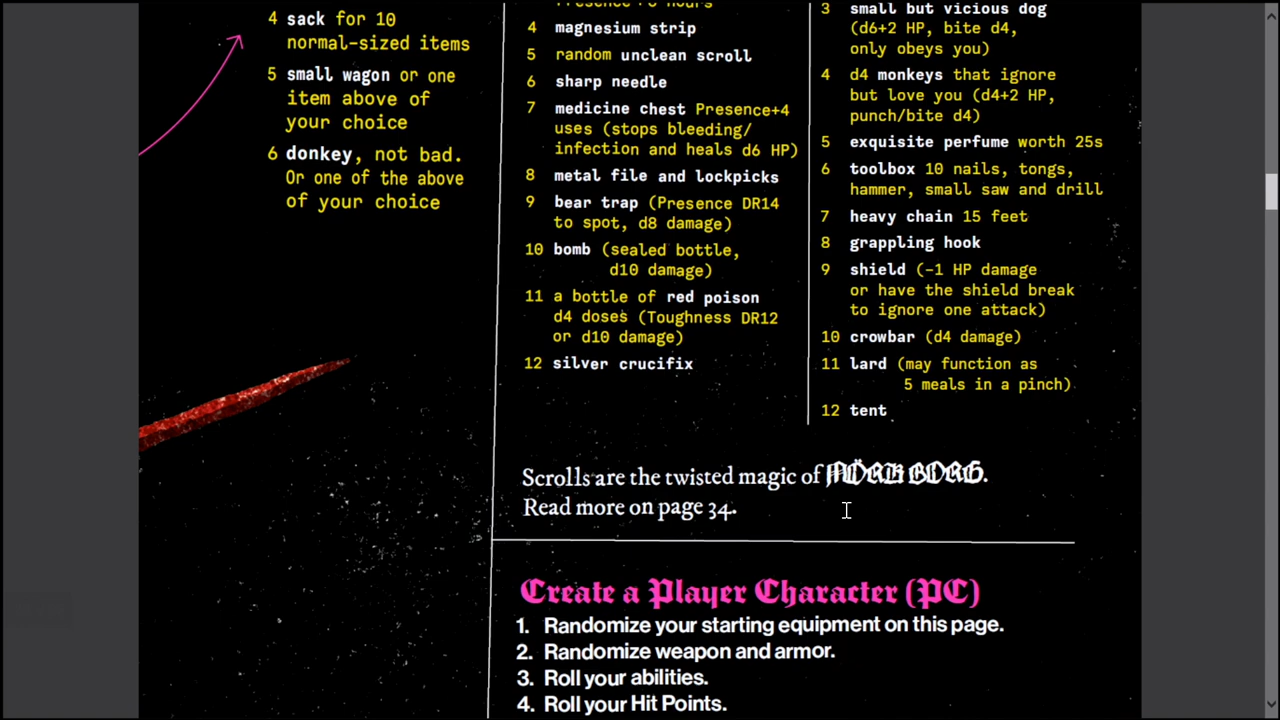 4 sack for 10
normal-sized items
5 small wagon or one
item above of
your choice
6 donkey, not bad.
Or one of the above
of your choice
4 magnesium strip
5 random unclean scroll
6 sharp needle
7 medicine chest Presence+4
uses (stops bleeding/
infection and heals d6 HP)
8 metal file and lockpicks
9 bear trap (Presence DR14
to spot, d8 damage)
10 bomb (sealed bottle,
d10 damage)
11 a bottle of red poison
d4 doses (Toughness DR12
or d10 damage)
12 silver crucifix
3 small but vicious dog
(d6+2 HP, bite d4,
only obeys you)
4 d4 monkeys that ignore
but love you (d4+2 HP,
punch/bite d4)
5 exquisite perfume worth 25s
6 toolbox 10 nails, tongs,
hammer, small saw and drill
7 heavy chain 15 feet
8 grappling hook
9 shield (-1 HP damage
or have the shield break
to ignore one attack)
10 crowbar (d4 damage)
11 lard (may function as
5 meals in a pinch)
12 tent
Scrolls are the twisted magic of MÖRK BORG.
Read more on page 34.
Create a Player Character (PC)
1. Randomize your starting equipment on this page.
2. Randomize weapon and armor.
3. Roll your abilities.
4. Roll your Hit Points.